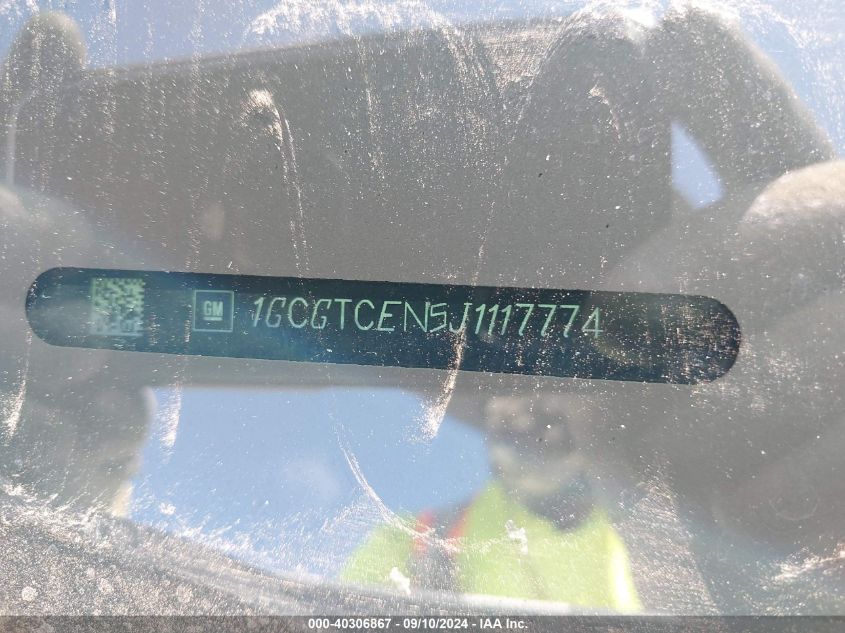 GM 1GCGTCEN5J1117774
000-40306867 - 09/10/2024 - IAA Inc.